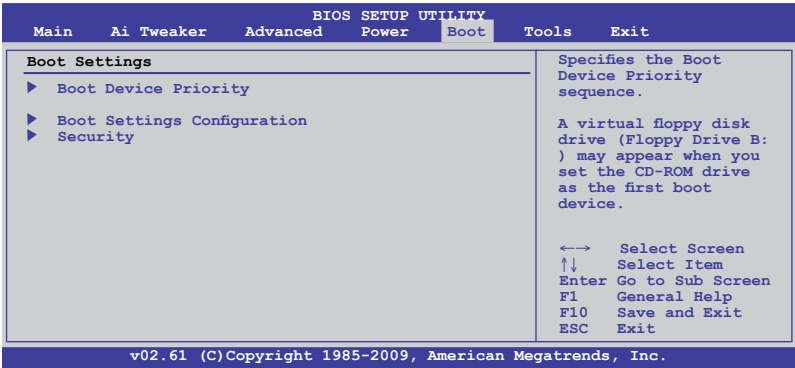 BIOS SETUP UTILITY
Main Ai Tweaker Advanced Power Boot Tools Exit
Boot Settings
Boot Device Priority
Boot Settings Configuration
Security
Specifies the Boot
Device Priority
sequence.
A virtual floppy disk
drive (Floppy Drive B:
) may appear when you
set the CD-ROM drive
as the first boot
device.
←→ Select Screen
↑↓ Select Item
Enter Go to Sub Screen
F1 General Help
F10 Save and Exit
ESC Exit
v02.61 (C)Copyright 1985-2009, American Megatrends, Inc.